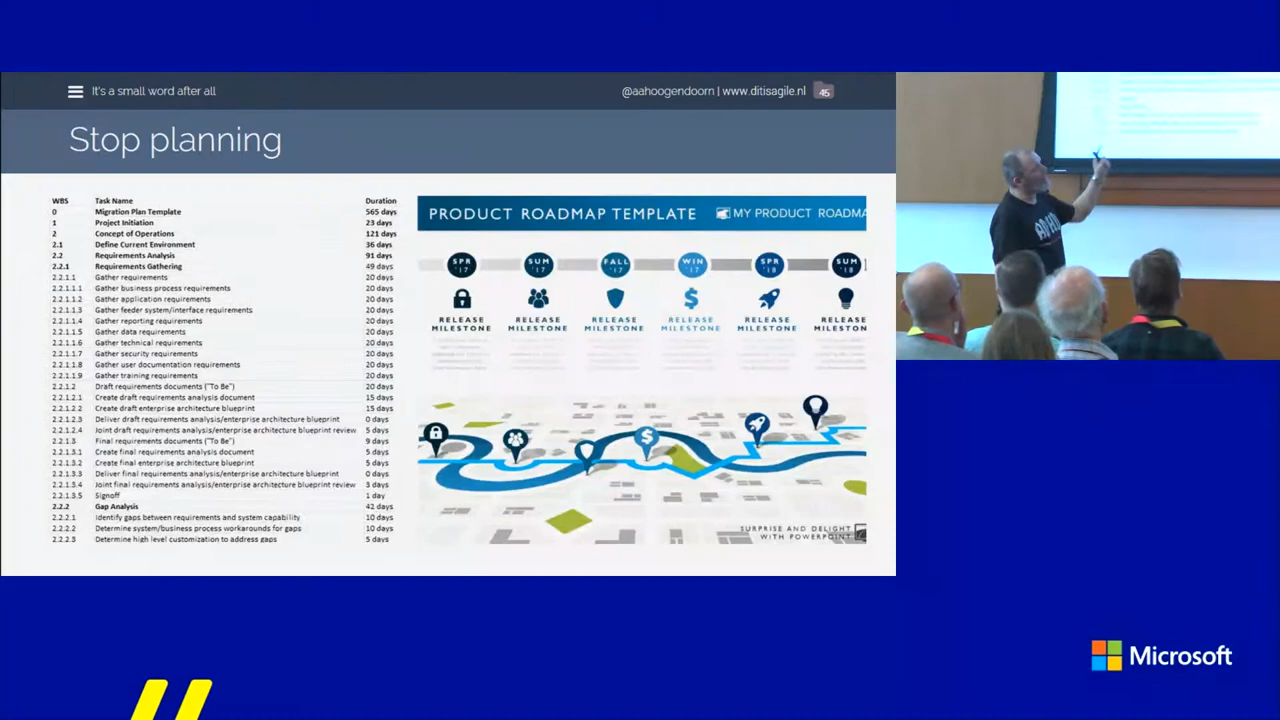 It's a small word after all
@aahoogendoorn | www.ditisagile.nl 45
Stop planning
WBS Task Name Duration
0 Migration Plan Template 565 days
1 Project Initiation 23 days
2 Concept of Operations 121 days
2.1 Define Current Environment 36 days
2.2 Requirements Analysis 91 days
2.2.1 Requirements Gathering 49 days
2.2.1.1 Gather requirements 20 days
2.2.1.1.1 Gather business process requirements 20 days
2.2.1.1.2 Gather application requirements 20 days
2.2.1.1.3 Gather feeder system/interface requirements 20 days
2.2.1.1.4 Gather reporting requirements 20 days
2.2.1.1.5 Gather data requirements 20 days
2.2.1.1.6 Gather technical requirements 20 days
2.2.1.1.7 Gather security requirements 20 days
2.2.1.1.8 Gather user documentation requirements 20 days
2.2.1.1.9 Gather training requirements 20 days
2.2.1.2 Draft requirements documents ("To Be") 20 days
2.2.1.2.1 Create draft requirements analysis document 15 days
2.2.1.2.2 Create draft enterprise architecture blueprint 15 days
2.2.1.2.3 Deliver draft requirements analysis/enterprise architecture blueprint 0 days
2.2.1.2.4 Joint draft requirements analysis/enterprise architecture blueprint review 5 days
2.2.1.3 Final requirements documents ("To Be") 9 days
2.2.1.3.1 Create final requirements analysis document 5 days
2.2.1.3.2 Create final enterprise architecture blueprint 5 days
2.2.1.3.3 Deliver final requirements analysis/enterprise architecture blueprint 0 days
2.2.1.3.4 Joint final requirements analysis/enterprise architecture blueprint review 3 days
2.2.1.3.5 Signoff 1 day
2.2.2 Gap Analysis 42 days
2.2.2.1 Identify gaps between requirements and system capability 10 days
2.2.2.2 Determine system/business process workarounds for gaps 10 days
2.2.2.3 Determine high level customization to address gaps 5 days
PRODUCT ROADMAP TEMPLATE MY PRODUCT ROADMA
SPR '17 SUM '17 FALL '17 WIN '17 SPR '18 SUM '18
RELEASE RELEASE RELEASE RELEASE RELEASE RELEASE
MILESTONE MILESTONE MILESTONE MILESTONE MILESTONE MILESTON
SURPRISE AND DELIGHT
WITH POWERPOINT
Microsoft